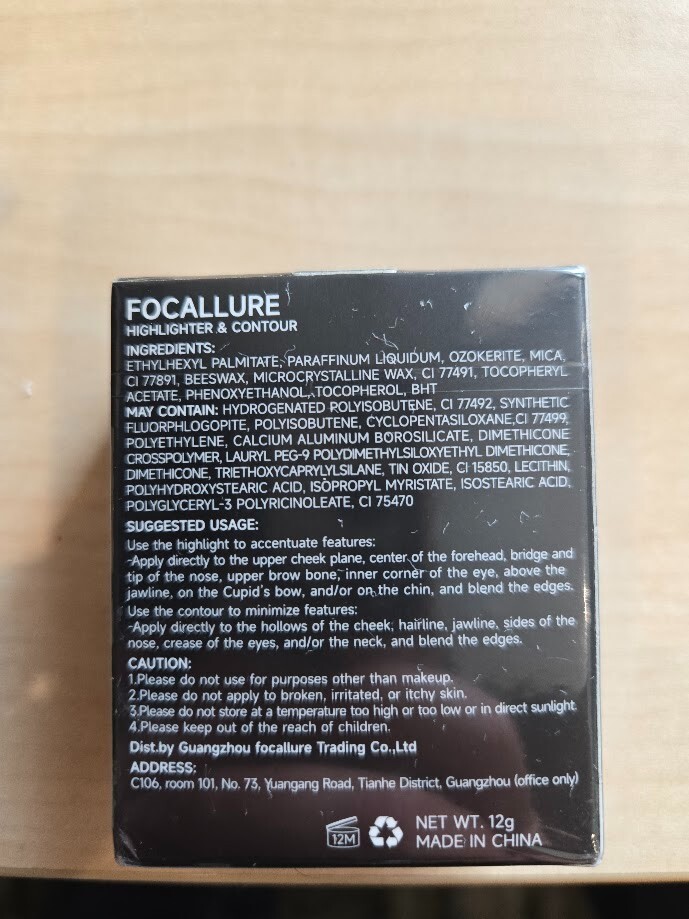 FOCALLURE
HIGHLIGHTER & CONTOUR
INGREDIENTS:
ETHYLHEXYL PALMITATE, PARAFFINUM LIQUIDUM, OZOKERITE, MICA,
CI 77891, BEESWAX, MICROCRYSTALLINE WAX, CI 77491, TOCOPHERYL
ACETATE, PHENOXYETHANOL, TOCOPHEROL, BHT
MAY CONTAIN: HYDROGENATED POLYISOBUTENE, CI 77492, SYNTHETIC
FLUORPHLOGOPITE, POLYISOBUTENE, CYCLOPENTASILOXANE,CI 77499,
POLYETHYLENE, CALCIUM ALUMINUM BOROSILICATE, DIMETHICONE
CROSSPOLYMER, LAURYL PEG-9 POLYDIMETHYLSILOXYETHYL DIMETHICONE,
DIMETHICONE, TRIETHOXYCAPRYLYLSILANE, TIN OXIDE, CI 15850, LECITHIN,
POLYHYDROXYSTEARIC ACID, ISOPROPYL MYRISTATE, ISOSTEARIC ACID,
POLYGLYCERYL-3 POLYRICINOLEATE, CI 75470
SUGGESTED USAGE:
Use the highlight to accentuate features:
-Apply directly to the upper cheek plane, center of the forehead, bridge and
tip of the nose, upper brow bone, inner corner of the eye, above the
jawline, on the Cupid's bow, and/or on the chin, and blend the edges.
Use the contour to minimize features:
-Apply directly to the hollows of the cheek, hairline, jawline, sides of the
nose, crease of the eyes, and/or the neck, and blend the edges.
CAUTION:
1.Please do not use for purposes other than makeup.
2.Please do not apply to broken, irritated, or itchy skin.
3.Please do not store at a temperature too high or too low or in direct sunlight.
4.Please keep out of the reach of children.
Dist.by Guangzhou focallure Trading Co.,Ltd
ADDRESS:
C106, room 101, No. 73, Yuangang Road, Tianhe District, Guangzhou (office only)
12M
NET WT. 12g
MADE IN CHINA